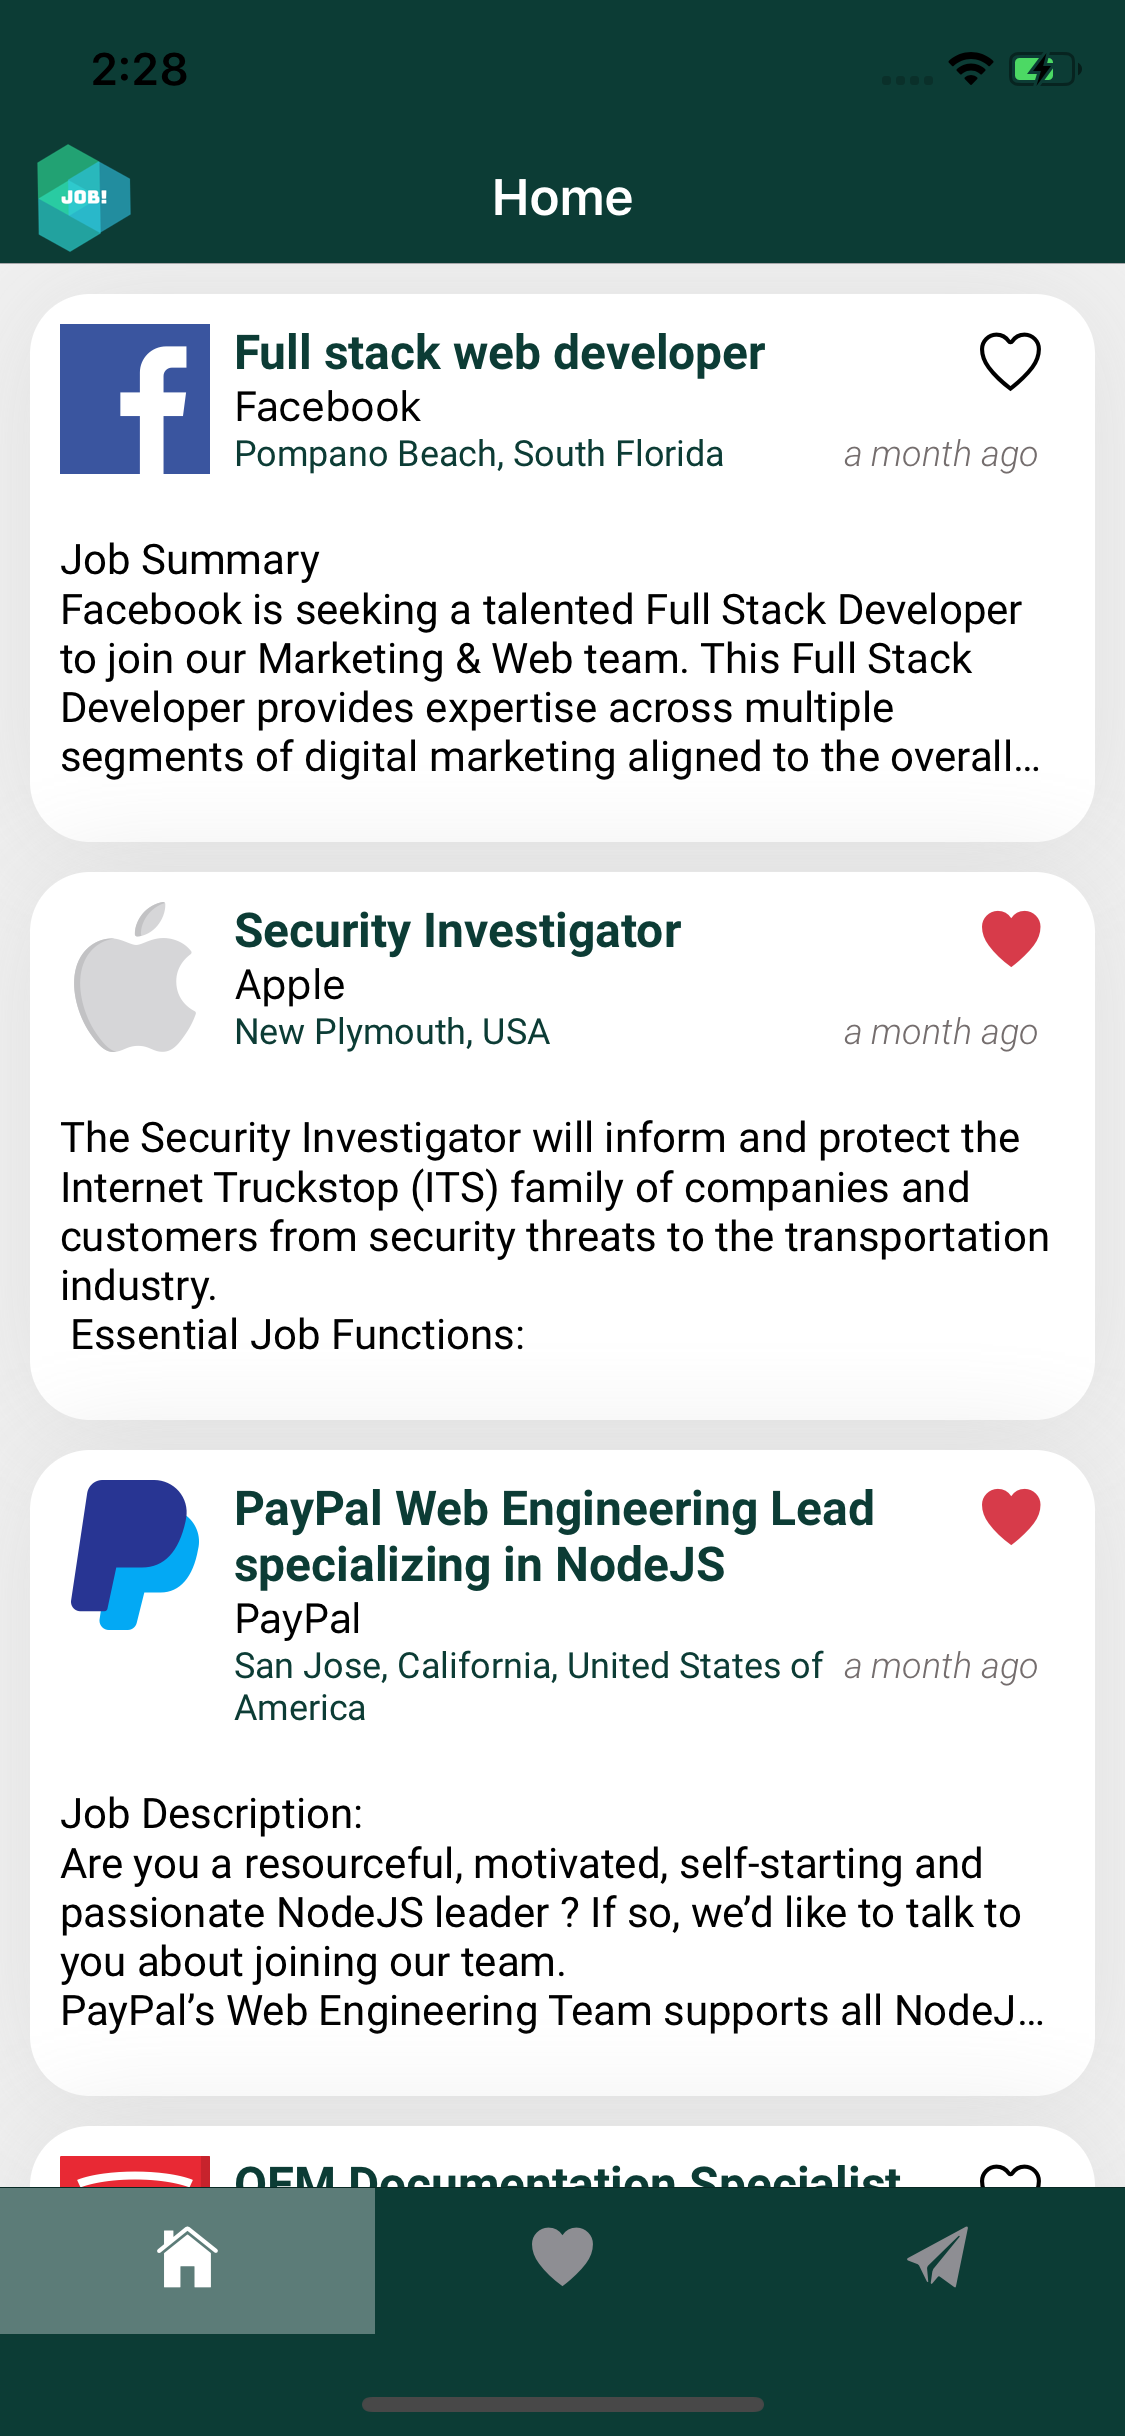 2:28
JOB!
Home
Full stack web developer
Facebook
Pompano Beach, South Florida
a month ago
Job Summary
Facebook is seeking a talented Full Stack Developer
to join our Marketing & Web team. This Full Stack
Developer provides expertise across multiple
segments of digital marketing aligned to the overall...
Security Investigator
Apple
New Plymouth, USA
a month ago
The Security Investigator will inform and protect the
Internet Truckstop (ITS) family of companies and
customers from security threats to the transportation
industry.
Essential Job Functions:
PayPal Web Engineering Lead
specializing in NodeJS
PayPal
San Jose, California, United States of
America
a month ago
Job Description:
Are you a resourceful, motivated, self-starting and
passionate NodeJS leader ? If so, we’d like to talk to
you about joining our team.
PayPal’s Web Engineering Team supports all NodeJ...
OEM Documentation Specialist